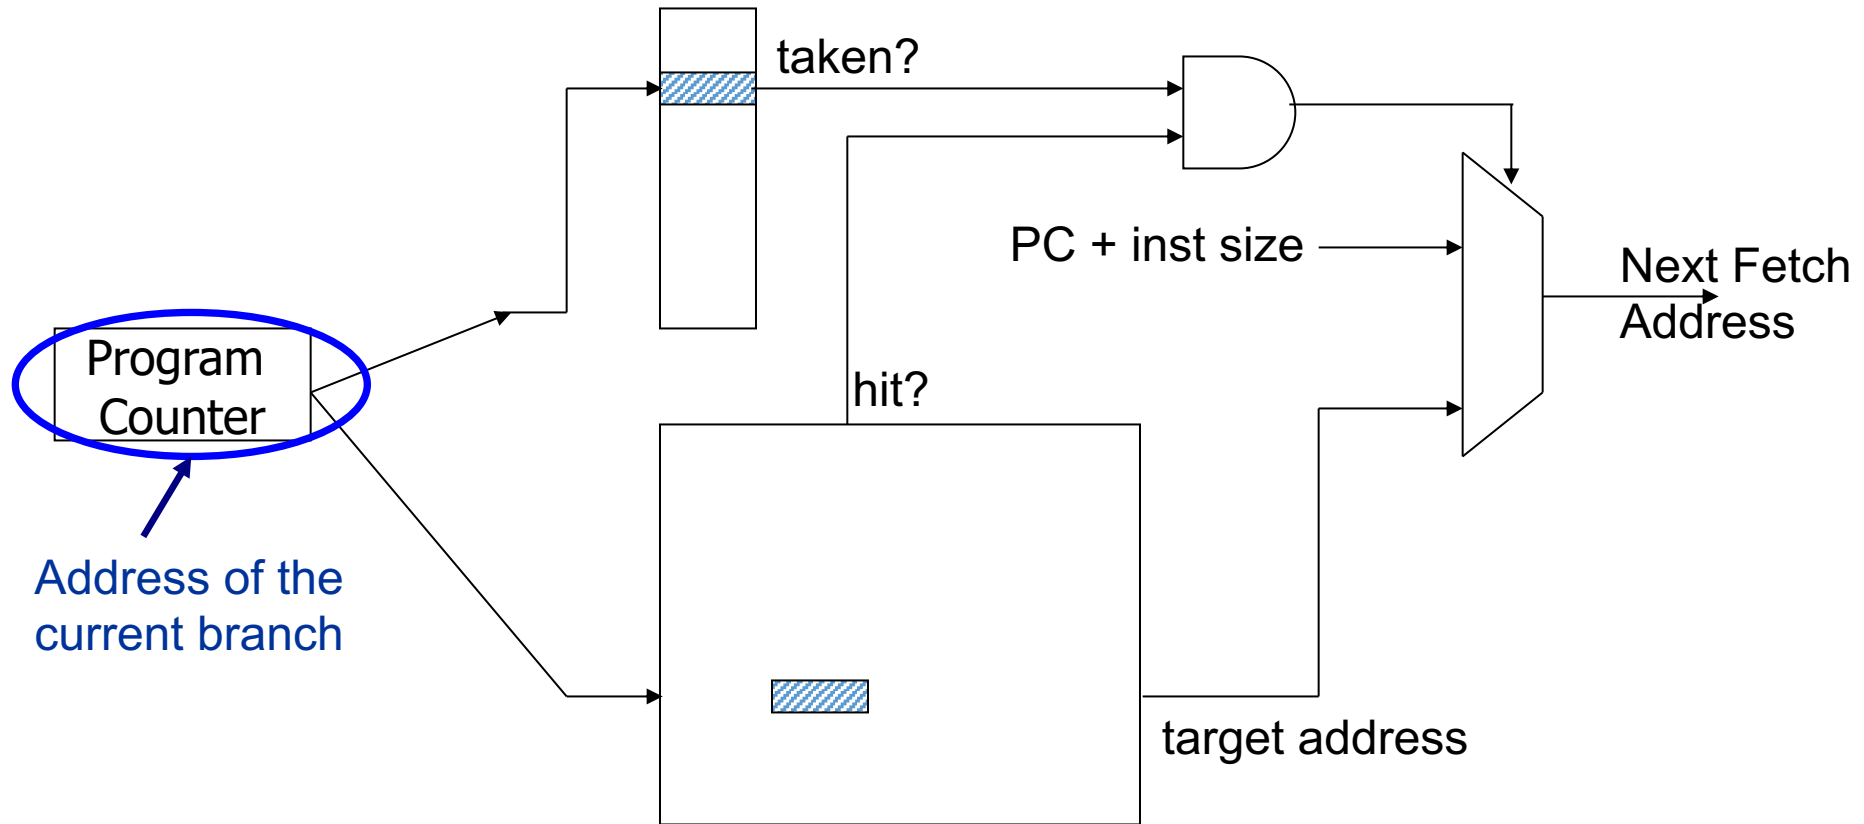 taken?
PC + inst size
Next Fetch
Address
Program
Counter
hit?
Address of the
current branch
target address